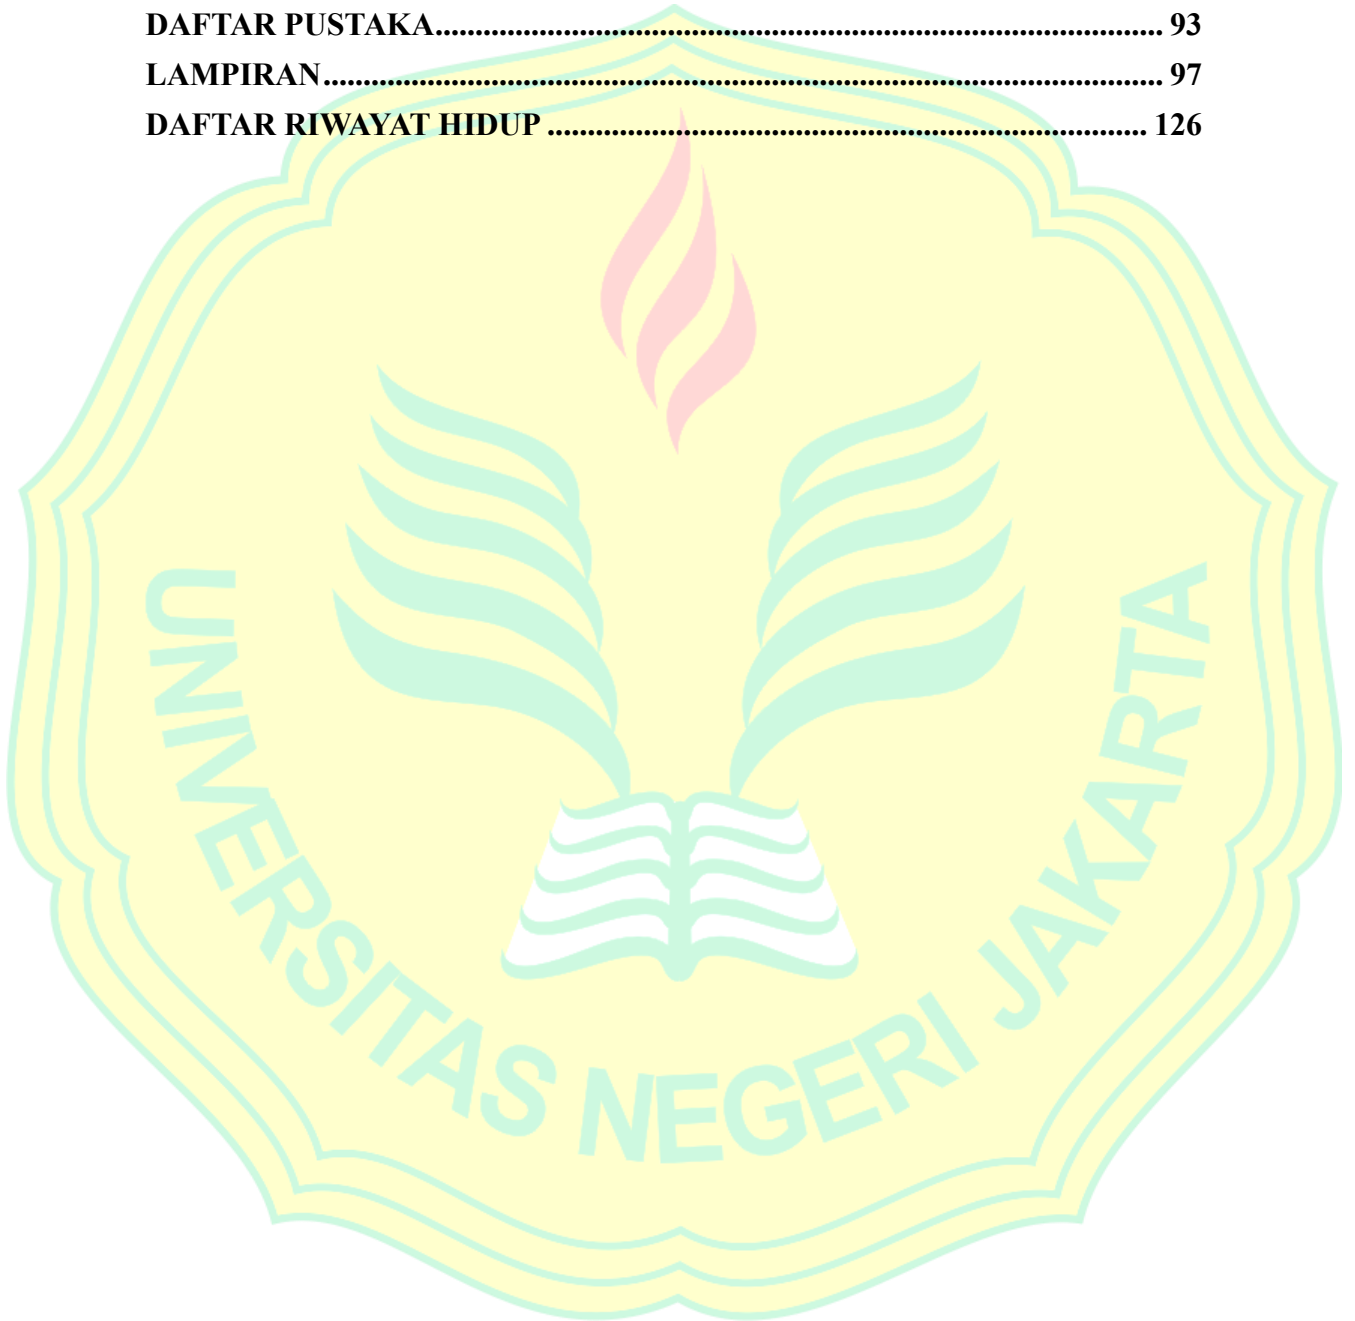 DAFTAR PUSTAKA........................................................................................... 93
LAMPIRAN......................................................................................................... 97
DAFTAR RIWAYAT HIDUP ........................................................................... 126
UNIVERSITAS NEGERI JAKARTA